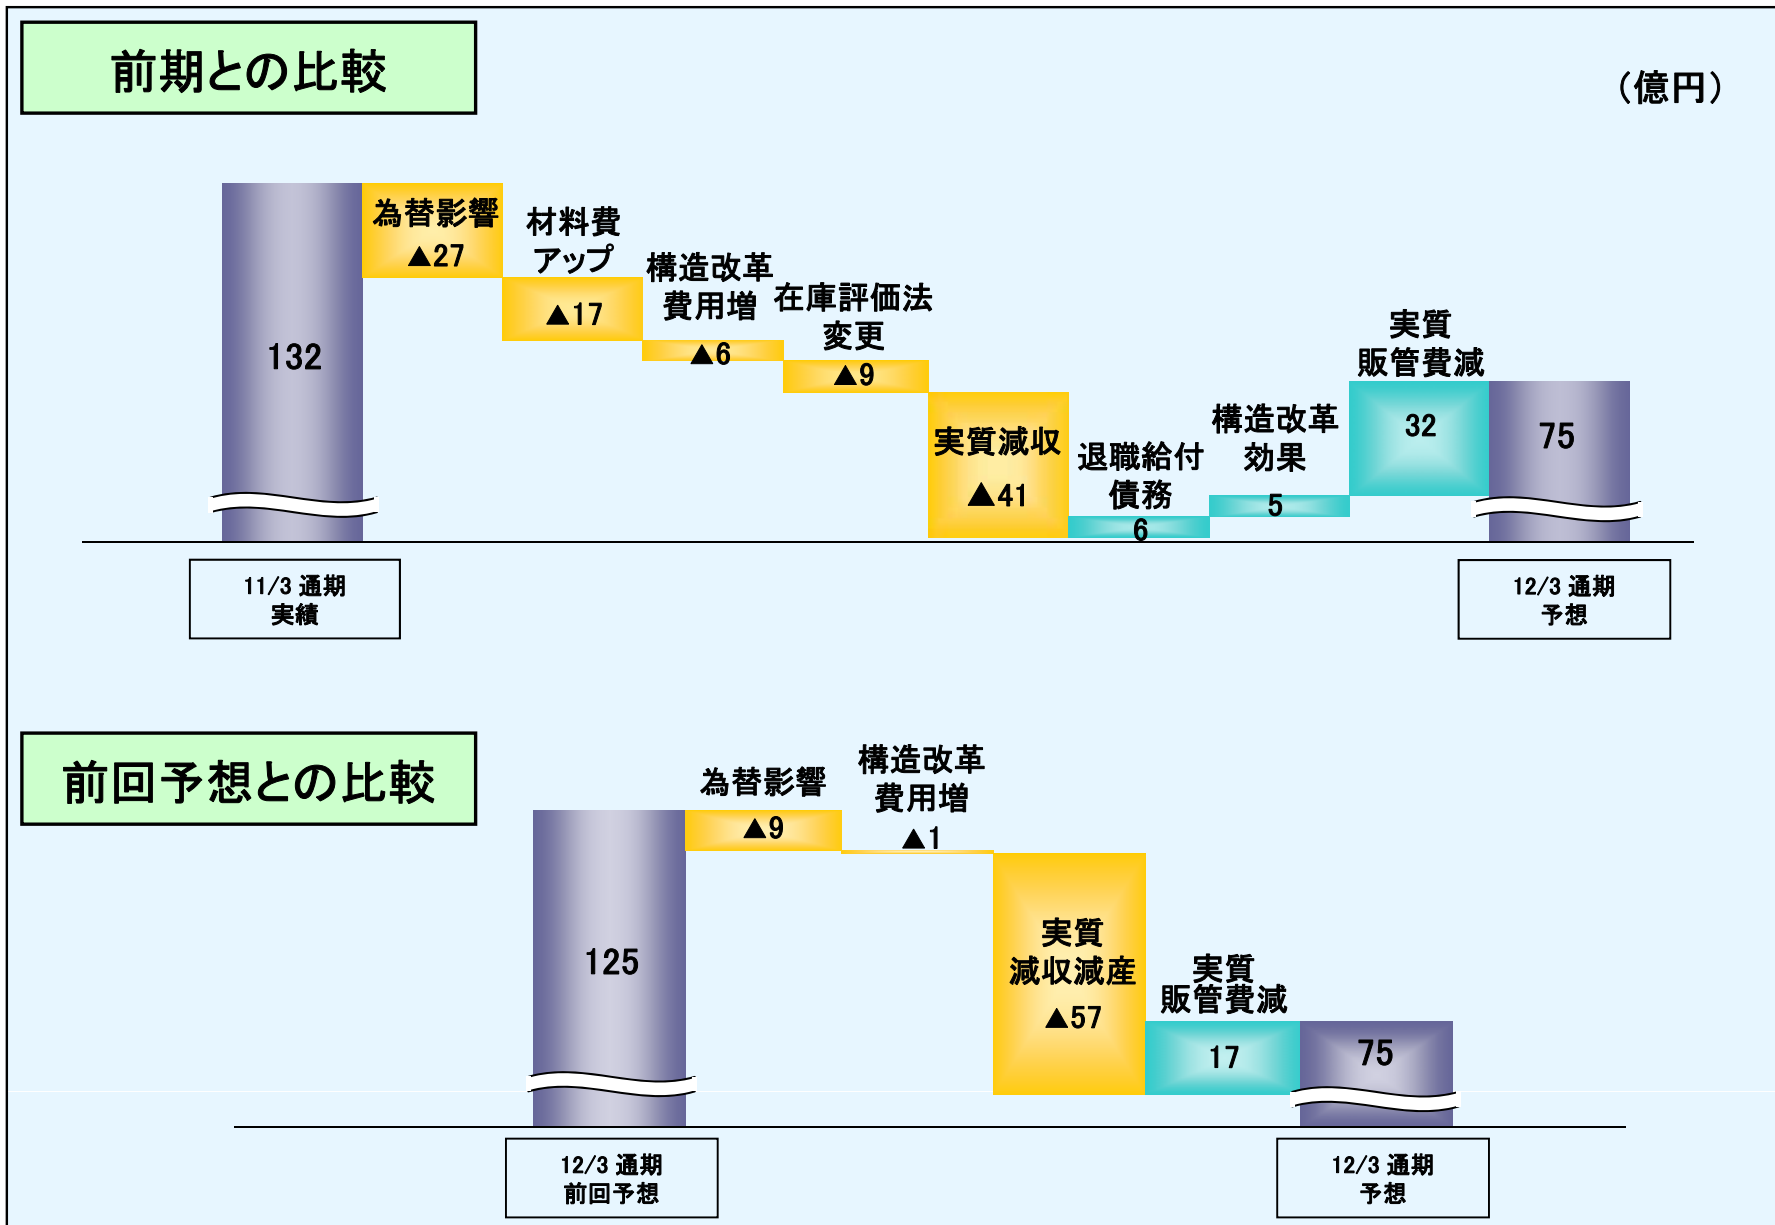 前期との比較
（億円）
132
為替影響
▲27
材料費
アップ
▲17
構造改革
費用増
▲6
在庫評価法
変更
▲9
実質減収
▲41
退職給付
債務
6
構造改革
効果
5
実質
販管費減
32
75
11/3 通期
実績
12/3 通期
予想
前回予想との比較
125
為替影響
▲9
構造改革
費用増
▲1
実質
減収減産
▲57
実質
販管費減
17
75
12/3 通期
前回予想
12/3 通期
予想